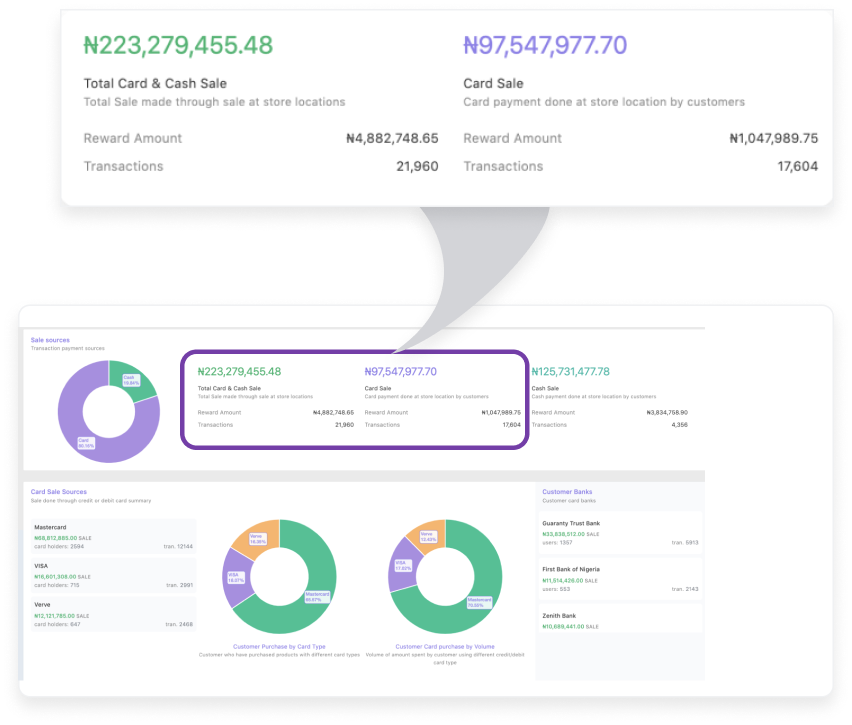 ₦223,279,455.48
Total Card & Cash Sale
Total Sale made through sale at store locations
Reward Amount ₦4,882,748.65
Transactions 21,960
₦97,547,977.70
Card Sale
Card payment done at store location by customers
Reward Amount ₦1,047,989.75
Transactions 17,604
Sale sources
Transaction payment sources
Cash
19.84%
Card
80.16%
₦223,279,455.48
Total Card & Cash Sale
Total Sale made through sale at store locations
Reward Amount ₦4,882,748.65
Transactions 21,960
₦97,547,977.70
Card Sale
Card payment done at store location by customers
Reward Amount ₦1,047,989.75
Transactions 17,604
₦125,731,477.78
Cash Sale
Cash payment done at store location by customers
Reward Amount ₦3,834,758.90
Transactions 4,356
Card Sale Sources
Sale done through credit or debit card summary
Mastercard
₦68,812,885.00 SALE
card holders: 2584 tran. 12144
VISA
₦16,601,308.00 SALE
card holders: 715 tran. 2991
Verve
₦12,121,785.00 SALE
card holders: 647 tran. 2468
Verve
VISA
Mastercard
Customer Purchase by Card Type
Customer who have purchased products with different card types
Verve
VISA
Mastercard
Customer Card purchase by Volume
Volume of amount spent by customer using different credit/debit
card type
Customer Banks
Customer card banks
Guaranty Trust Bank
₦33,838,512.00 SALE
users: 1357 tran. 5913
First Bank of Nigeria
₦11,514,426.00 SALE
users: 553 tran. 2143
Zenith Bank
₦10,689,441.00 SALE